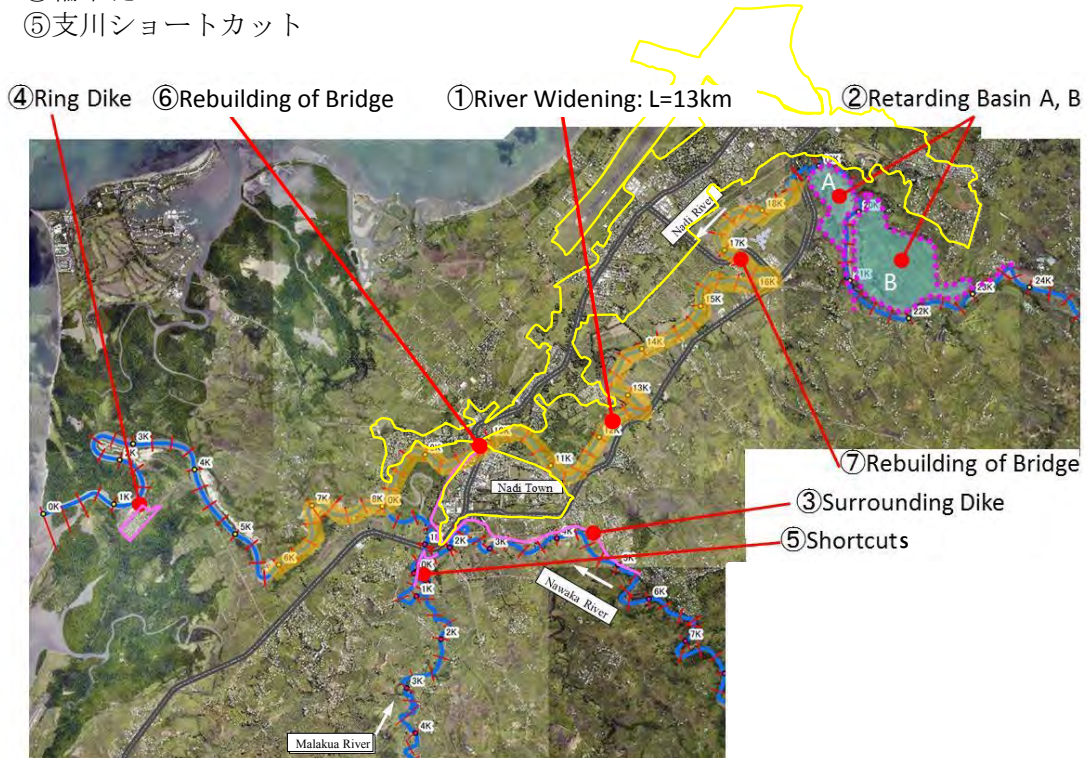 ⑤支川ショートカット
④Ring Dike
⑥Rebuilding of Bridge
①River Widening: L=13km
②Retarding Basin A, B
A
B
Nadi River
18K
17K
16K
15K
14K
13K
12K
11K
24K
23K
22K
⑦Rebuilding of Bridge
③Surrounding Dike
⑤Shortcuts
Nadi Town
3K
4K
1K
0K
5K
6K
7K
8K
0K
2K
3K
4K
5K
6K
7K
0K
1K
2K
3K
4K
Nawaka River
Malakua River